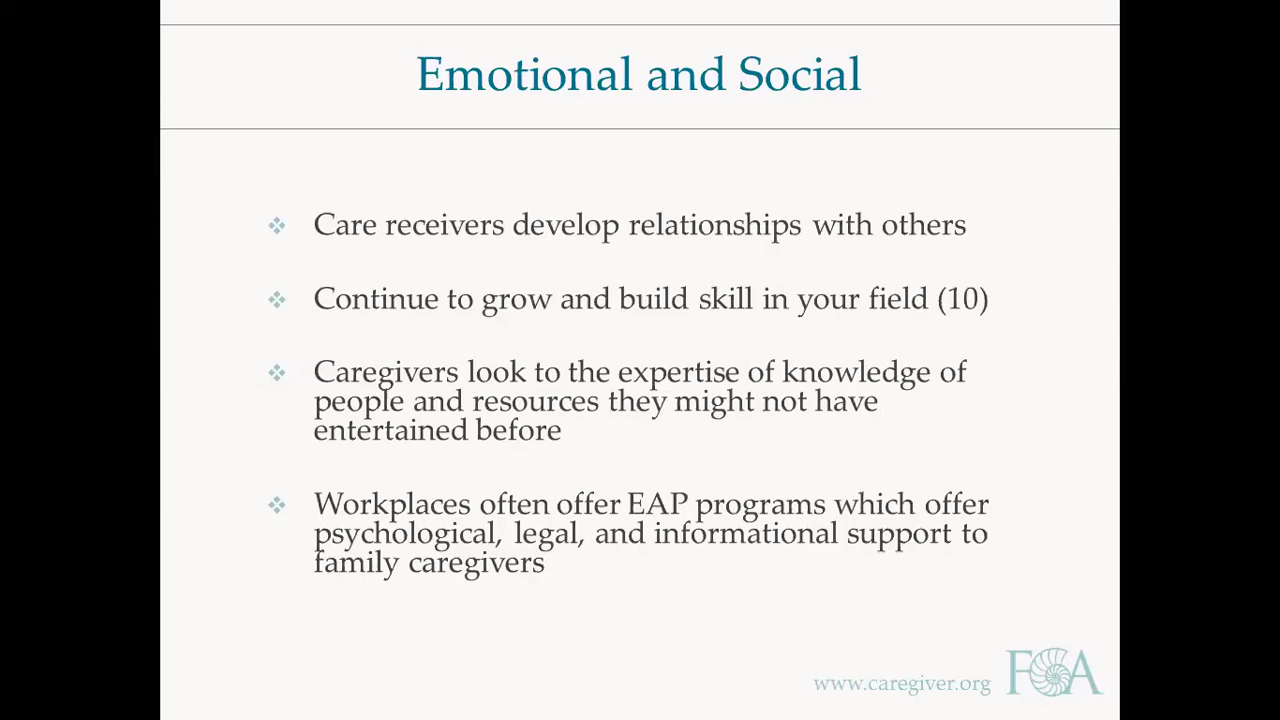 Emotional and Social
❖ Care receivers develop relationships with others
❖ Continue to grow and build skill in your field (10)
❖ Caregivers look to the expertise of knowledge of
people and resources they might not have
entertained before
❖ Workplaces often offer EAP programs which offer
psychological, legal, and informational support to
family caregivers
www.caregiver.org FCA